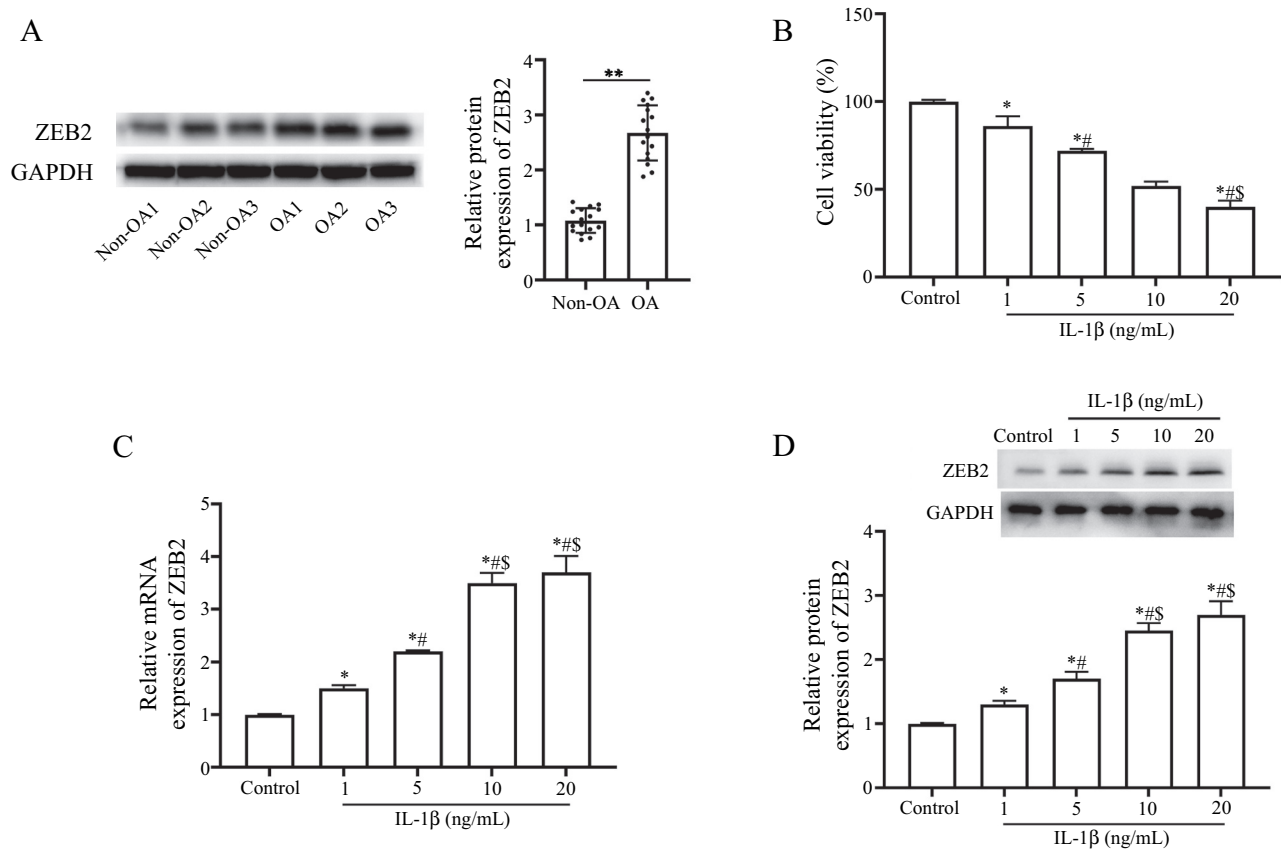 A
ZEB2
GAPDH
Non-OA1
Non-OA2
Non-OA3
OA1
OA2
OA3
Relative protein
expression of ZEB2
4
3
2
1
0
**
Non-OA
OA
B
Cell viability (%)
150
100
50
0
*
*#
*#$
Control
1
5
10
20
IL-1β (ng/mL)
C
Relative mRNA
expression of ZEB2
5
4
3
2
1
0
*
*#
*#$
*#$
Control
1
5
10
20
IL-1β (ng/mL)
D
IL-1β (ng/mL)
Control 1 5 10 20
ZEB2
GAPDH
Relative protein
expression of ZEB2
4
3
2
1
0
*
*#
*#$
*#$
Control
1
5
10
20
IL-1β (ng/mL)